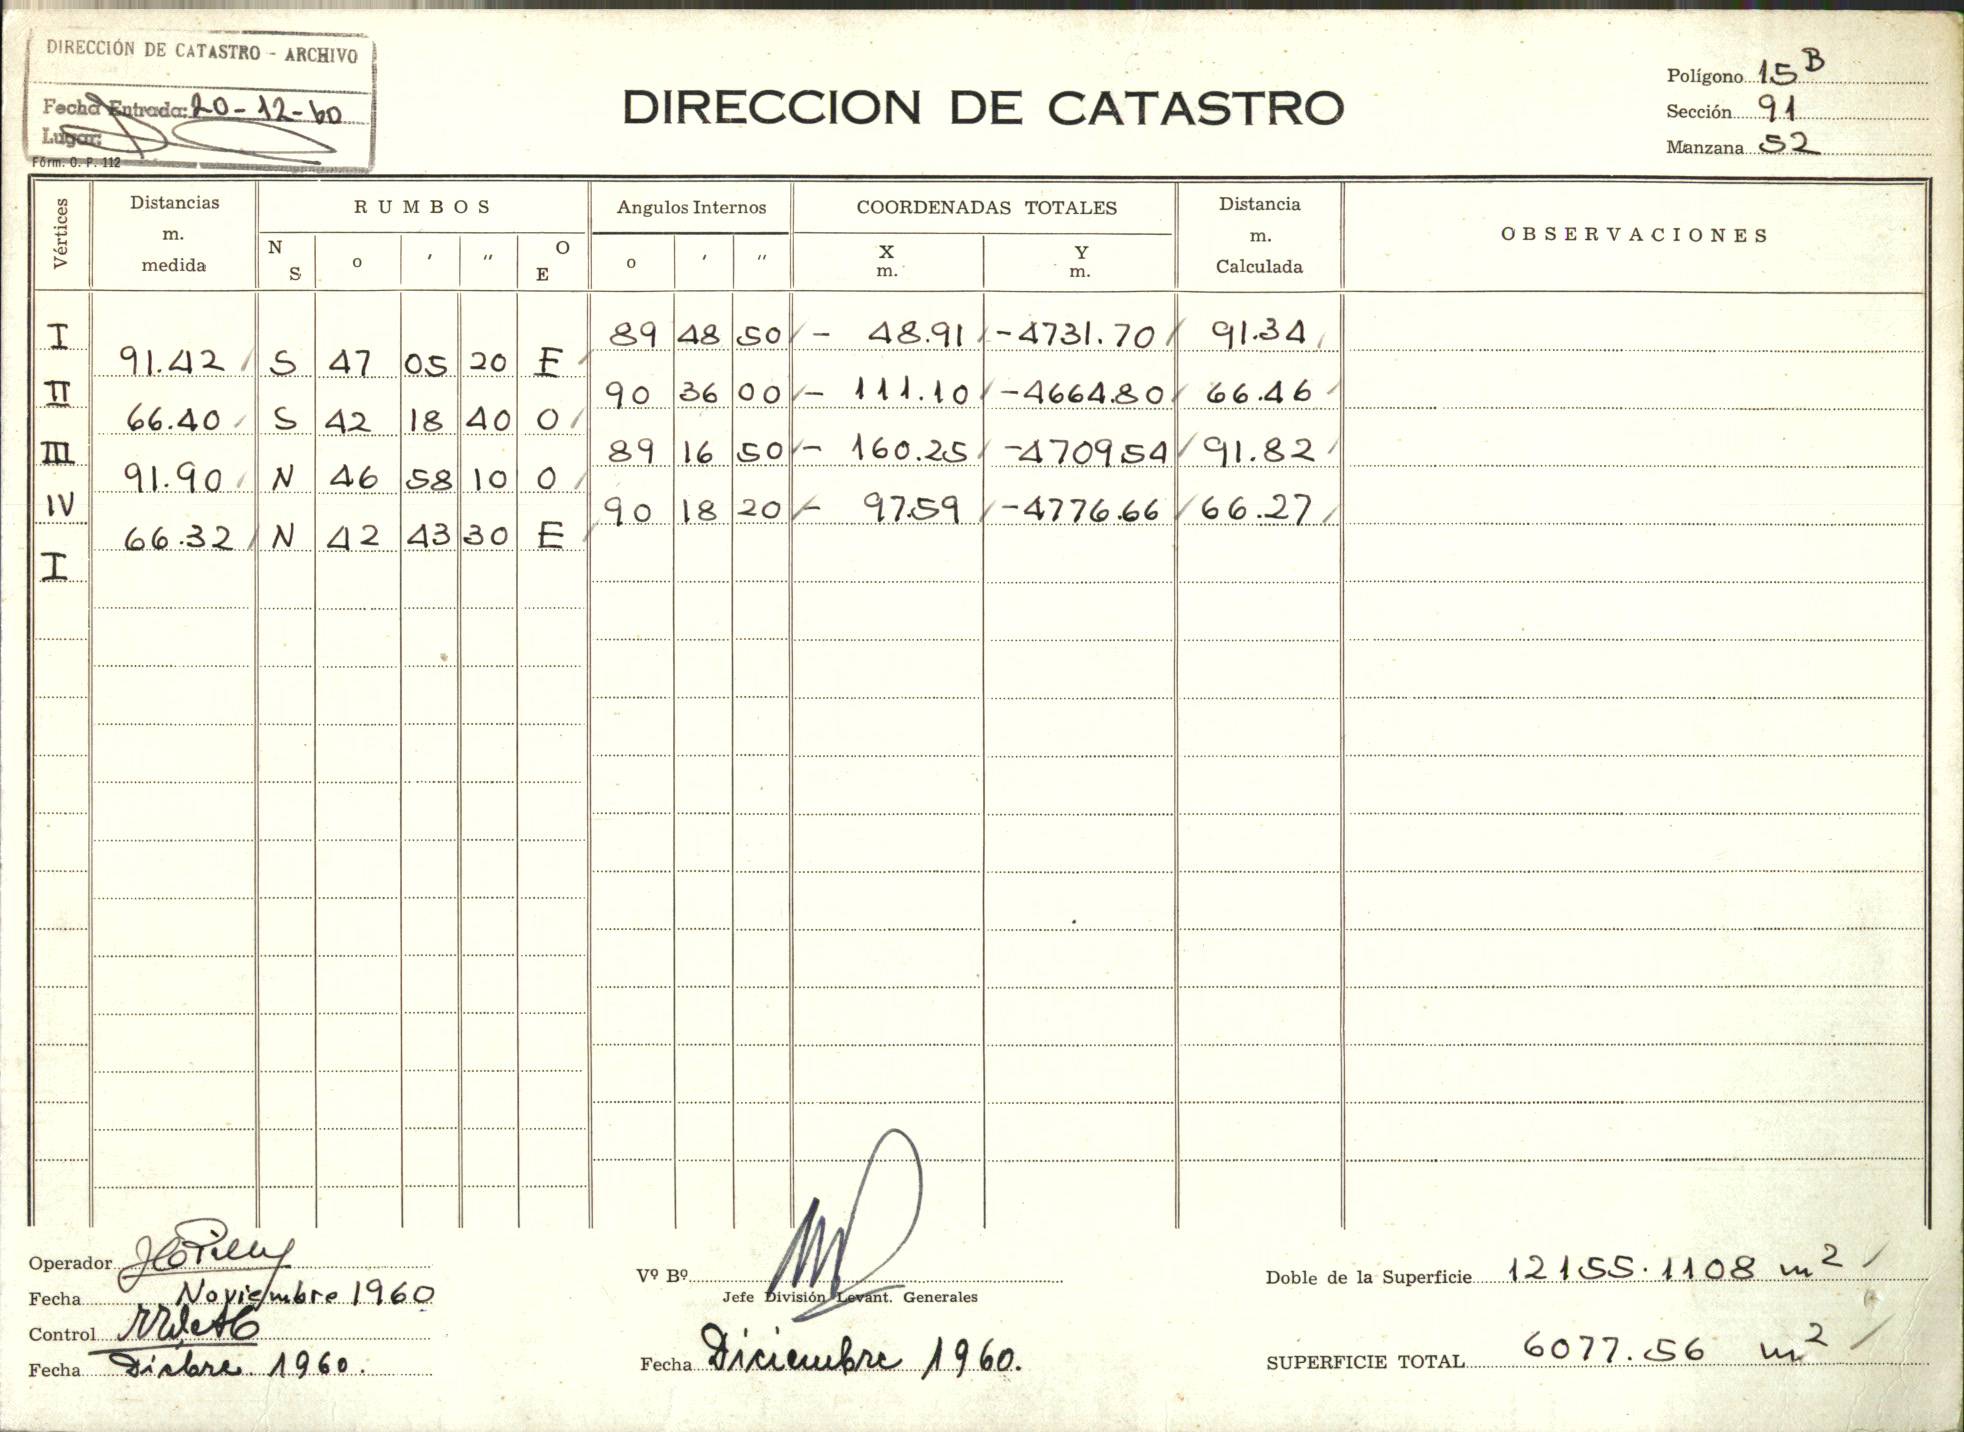 DIRECCIÓN DE CATASTRO - ARCHIVO
Fecha Entrada: 20-12-60
Lugar:
Fórm. O. P. 112
DIRECCION DE CATASTRO
Polígono 15 B
Sección 91
Manzana 52
Vértices
Distancias m. medida
RUMBOS
Angulos Internos
COORDENADAS TOTALES
Distancia m. Calculada
OBSERVACIONES
N S o ′ ″ O E
o ′ ″
X m.
Y m.
I 89 48 50 - 48.91 -4731.70 91.34
91.42 S 47 05 20 E
II 90 36 00 - 111.10 -4664.80 66.46
66.40 S 42 18 40 O
III 89 16 50 - 160.25 -4709.54 91.82
91.90 N 46 58 10 O
IV 90 18 20 - 97.59 -4776.66 66.27
66.32 N 42 43 30 E
I
Operador
Fecha Noviembre 1960
Control
Fecha Dicbre. 1960.
Vº Bº
Jefe División Levant. Generales
Fecha Diciembre 1960.
Doble de la Superficie 12155.1108 m2
SUPERFICIE TOTAL 6077.56 m2